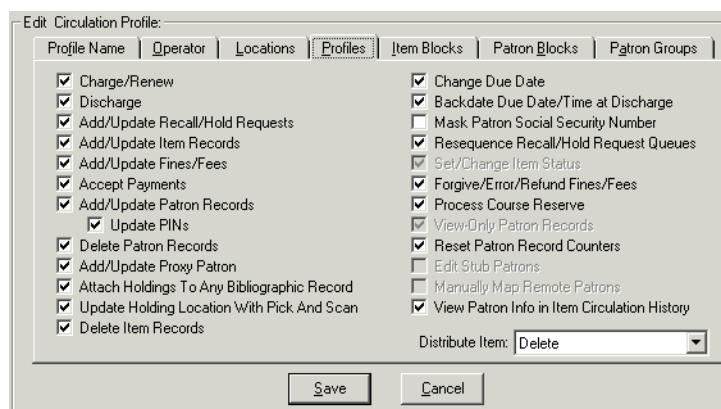 Edit Circulation Profile:
Profile Name Operator Locations Profiles Item Blocks Patron Blocks Patron Groups
Charge/Renew
Discharge
Add/Update Recall/Hold Requests
Add/Update Item Records
Add/Update Fines/Fees
Accept Payments
Add/Update Patron Records
Update PINs
Delete Patron Records
Add/Update Proxy Patron
Attach Holdings To Any Bibliographic Record
Update Holding Location With Pick And Scan
Delete Item Records
Change Due Date
Backdate Due Date/Time at Discharge
Mask Patron Social Security Number
Resequence Recall/Hold Request Queues
Set/Change Item Status
Forgive/Error/Refund Fines/Fees
Process Course Reserve
View-Only Patron Records
Reset Patron Record Counters
Edit Stub Patrons
Manually Map Remote Patrons
View Patron Info in Item Circulation History
Distribute Item: Delete
Save Cancel